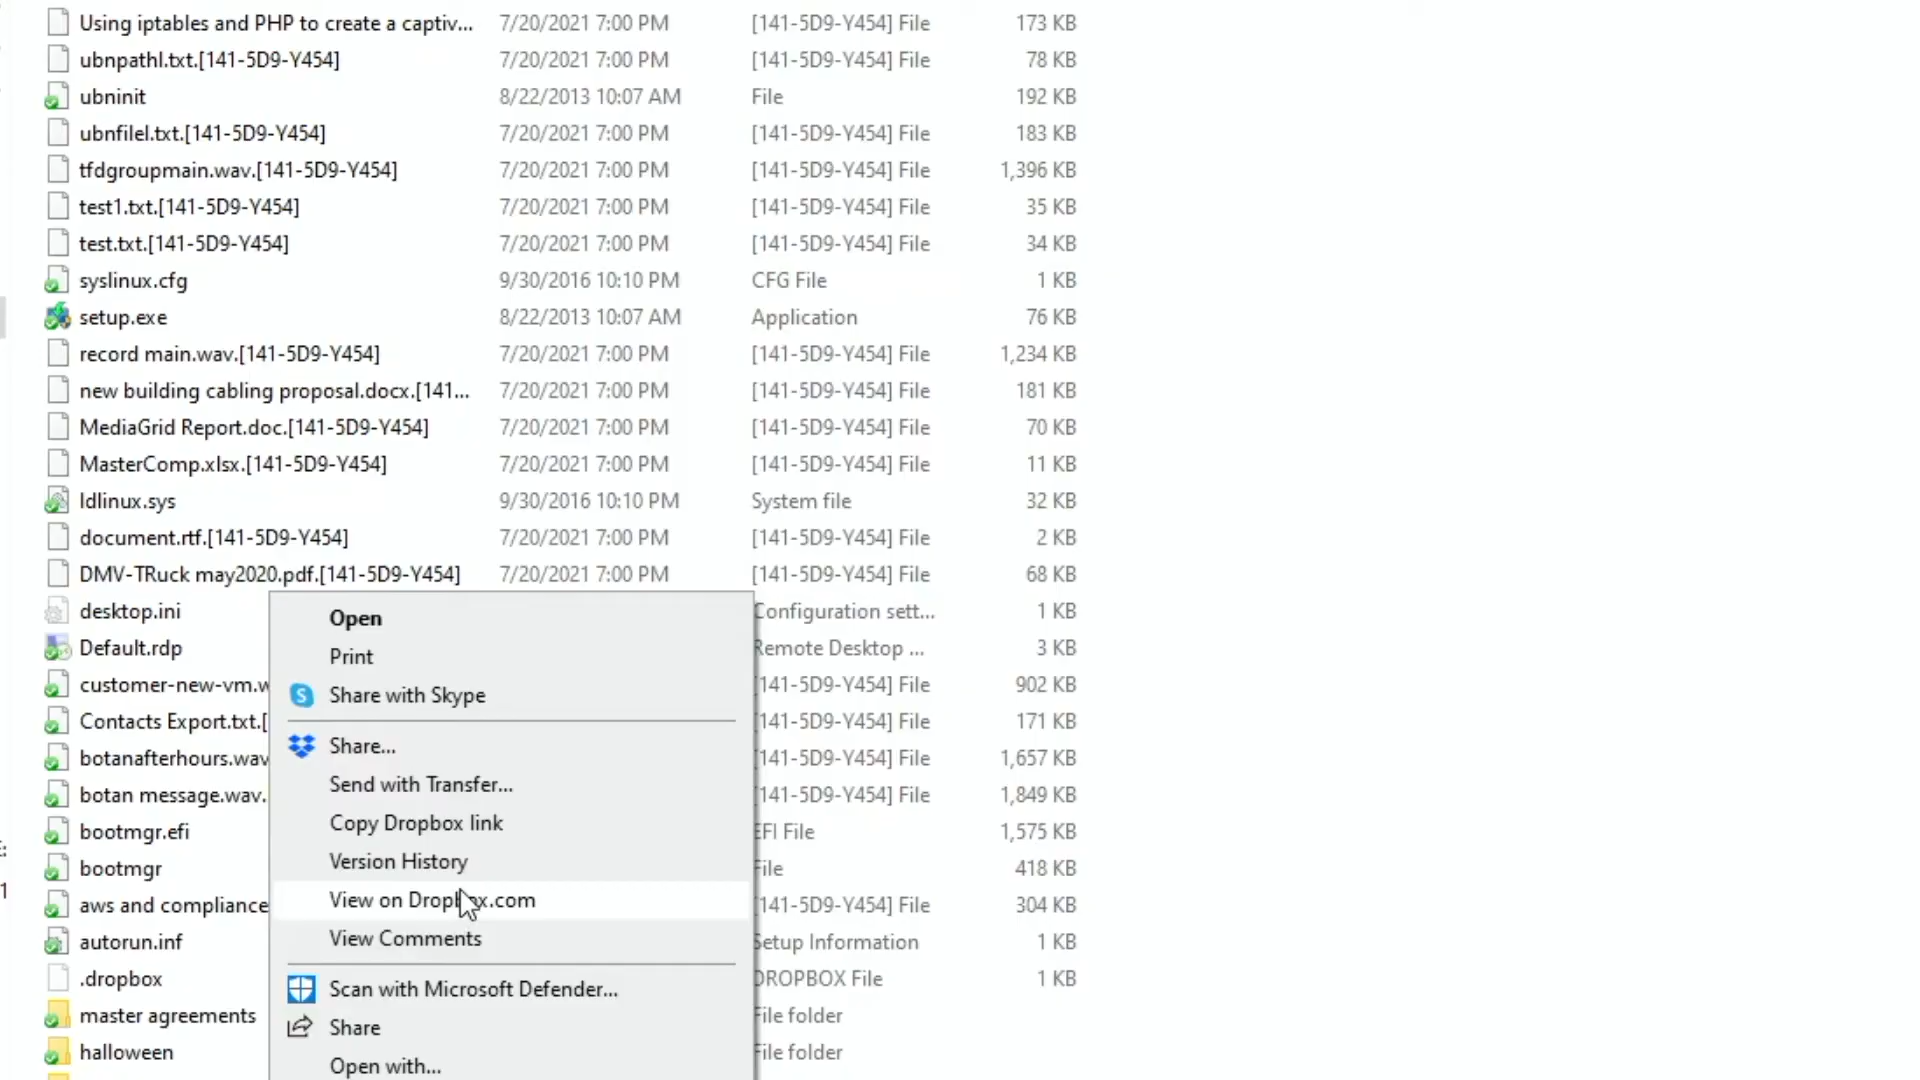 Using iptables and PHP to create a captiv... 7/20/2021 7:00 PM [141-5D9-Y454] File 173 KB
ubnpathl.txt.[141-5D9-Y454] 7/20/2021 7:00 PM [141-5D9-Y454] File 78 KB
ubninit 8/22/2013 10:07 AM File 192 KB
ubnfilel.txt.[141-5D9-Y454] 7/20/2021 7:00 PM [141-5D9-Y454] File 183 KB
tfdgroupmain.wav.[141-5D9-Y454] 7/20/2021 7:00 PM [141-5D9-Y454] File 1,396 KB
test1.txt.[141-5D9-Y454] 7/20/2021 7:00 PM [141-5D9-Y454] File 35 KB
test.txt.[141-5D9-Y454] 7/20/2021 7:00 PM [141-5D9-Y454] File 34 KB
syslinux.cfg 9/30/2016 10:10 PM CFG File 1 KB
setup.exe 8/22/2013 10:07 AM Application 76 KB
record main.wav.[141-5D9-Y454] 7/20/2021 7:00 PM [141-5D9-Y454] File 1,234 KB
new building cabling proposal.docx.[141... 7/20/2021 7:00 PM [141-5D9-Y454] File 181 KB
MediaGrid Report.doc.[141-5D9-Y454] 7/20/2021 7:00 PM [141-5D9-Y454] File 70 KB
MasterComp.xlsx.[141-5D9-Y454] 7/20/2021 7:00 PM [141-5D9-Y454] File 11 KB
ldlinux.sys 9/30/2016 10:10 PM System file 32 KB
document.rtf.[141-5D9-Y454] 7/20/2021 7:00 PM [141-5D9-Y454] File 2 KB
DMV-TRuck may2020.pdf.[141-5D9-Y454] 7/20/2021 7:00 PM [141-5D9-Y454] File 68 KB
desktop.ini Configuration sett... 1 KB
Default.rdp Remote Desktop ... 3 KB
customer-new-vm.w 141-5D9-Y454] File 902 KB
Contacts Export.txt.[ 141-5D9-Y454] File 171 KB
botanafterhours.wav 141-5D9-Y454] File 1,657 KB
botan message.wav. 141-5D9-Y454] File 1,849 KB
bootmgr.efi EFI File 1,575 KB
bootmgr File 418 KB
aws and compliance 141-5D9-Y454] File 304 KB
autorun.inf Setup Information 1 KB
.dropbox DROPBOX File 1 KB
master agreements File folder
halloween File folder
Open
Print
Share with Skype
Share...
Send with Transfer...
Copy Dropbox link
Version History
View on Dropbox.com
View Comments
Scan with Microsoft Defender...
Share
Open with...